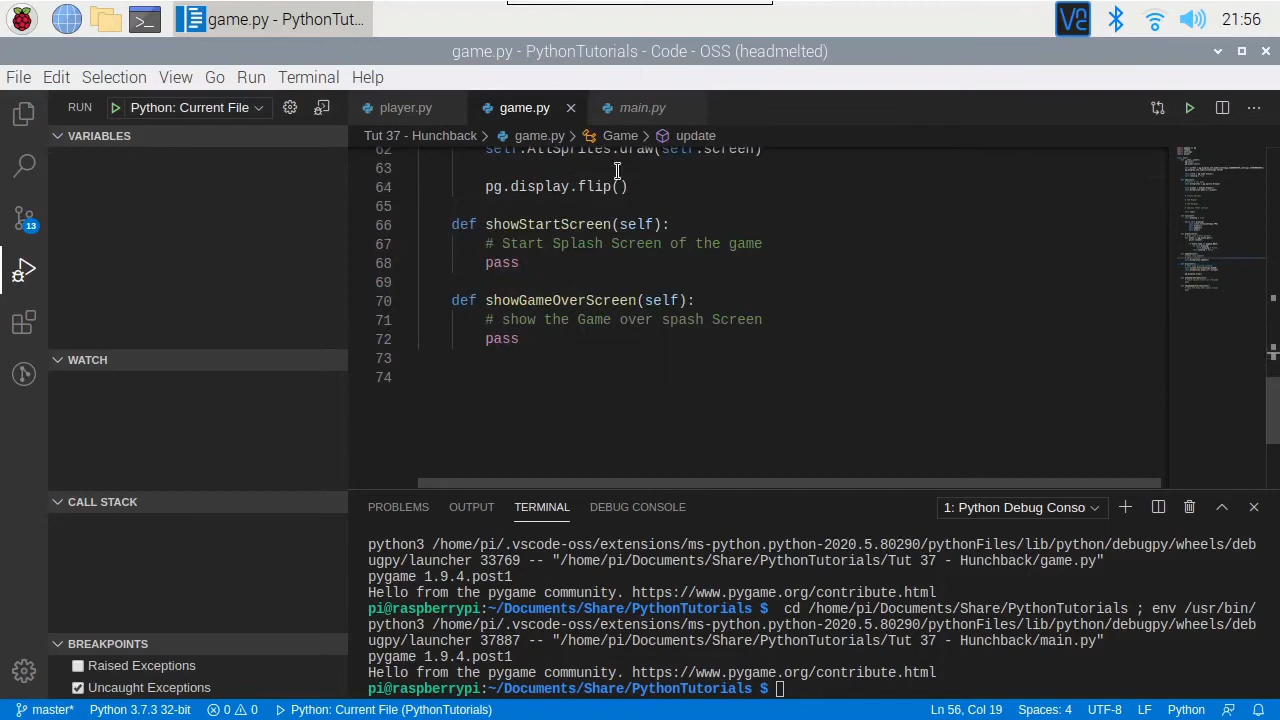 game.py - PythonTut...
21:56
game.py - PythonTutorials - Code - OSS (headmelted)
File Edit Selection View Go Run Terminal Help
RUN Python: Current File
player.py game.py main.py
VARIABLES
Tut 37 - Hunchback > game.py > Game > update
62 self.AllSprites.draw(self.screen)
63
64 pg.display.flip()
65
66 def showStartScreen(self):
67 # Start Splash Screen of the game
68 pass
69
70 def showGameOverScreen(self):
71 # show the Game over spash Screen
72 pass
73
74
13
WATCH
CALL STACK
BREAKPOINTS
Raised Exceptions
Uncaught Exceptions
PROBLEMS OUTPUT TERMINAL DEBUG CONSOLE 1: Python Debug Conso
python3 /home/pi/.vscode-oss/extensions/ms-python.python-2020.5.80290/pythonFiles/lib/python/debugpy/wheels/deb
ugpy/launcher 33769 -- "/home/pi/Documents/Share/PythonTutorials/Tut 37 - Hunchback/game.py"
pygame 1.9.4.post1
Hello from the pygame community. https://www.pygame.org/contribute.html
pi@raspberrypi:~/Documents/Share/PythonTutorials $ cd /home/pi/Documents/Share/PythonTutorials ; env /usr/bin/
python3 /home/pi/.vscode-oss/extensions/ms-python.python-2020.5.80290/pythonFiles/lib/python/debugpy/wheels/deb
ugpy/launcher 37887 -- "/home/pi/Documents/Share/PythonTutorials/Tut 37 - Hunchback/main.py"
pygame 1.9.4.post1
Hello from the pygame community. https://www.pygame.org/contribute.html
pi@raspberrypi:~/Documents/Share/PythonTutorials $
master* Python 3.7.3 32-bit 0 0 Python: Current File (PythonTutorials) Ln 56, Col 19 Spaces: 4 UTF-8 LF Python